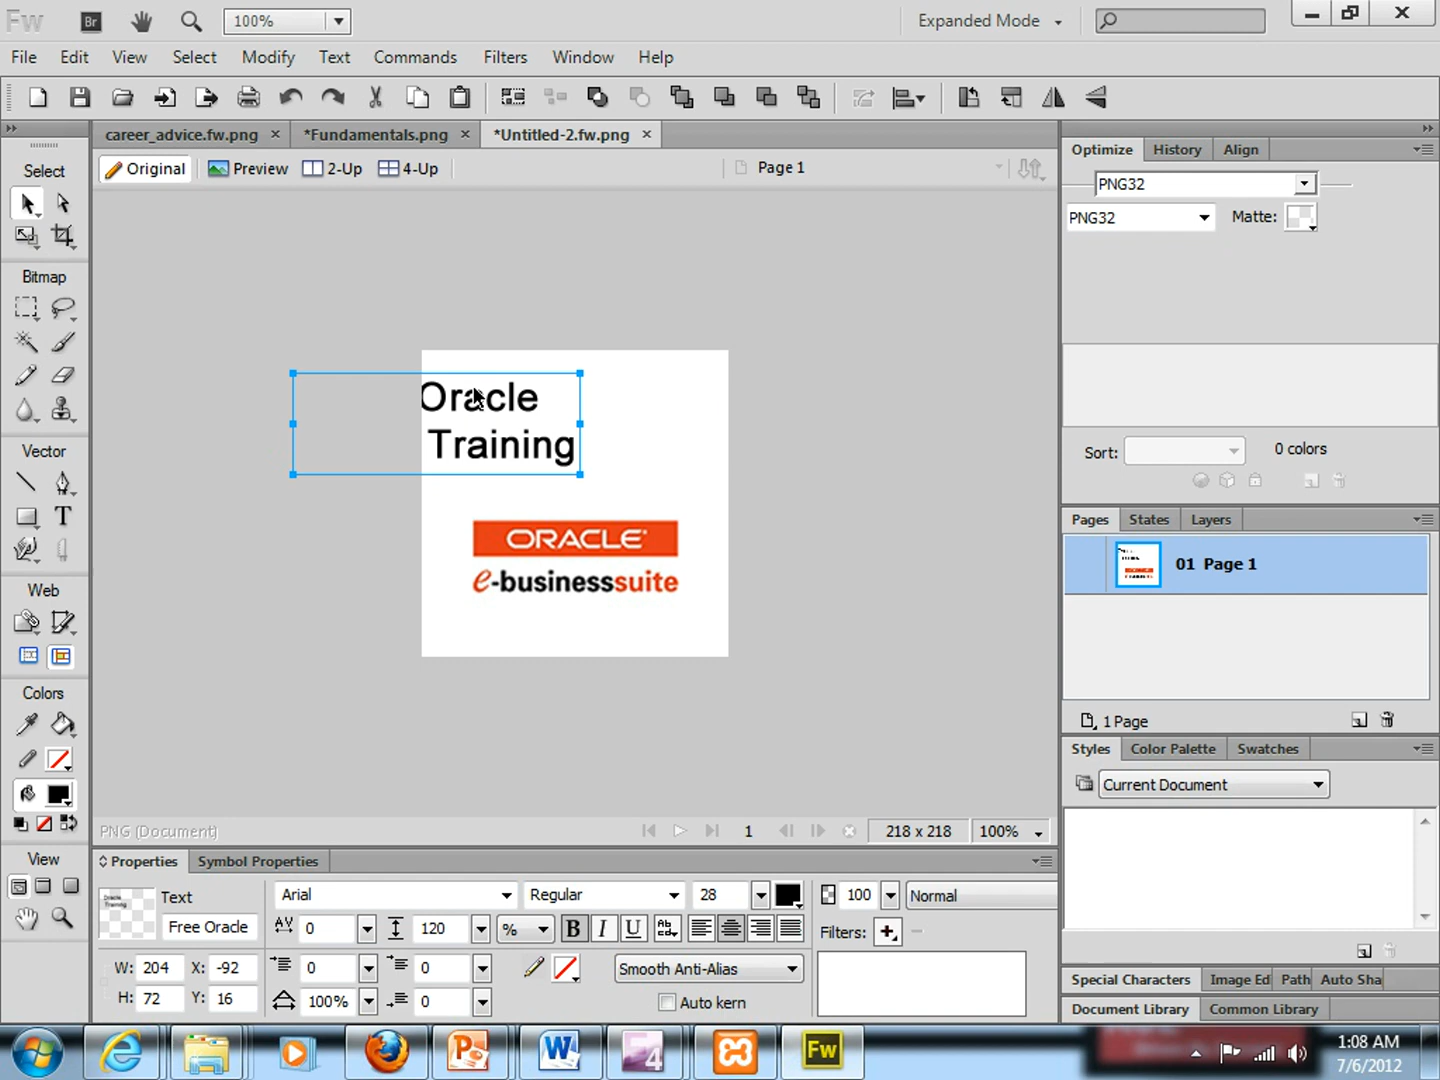 Fw Br 100% Expanded Mode
File Edit View Select Modify Text Commands Filters Window Help
career_advice.fw.png × *Fundamentals.png × *Untitled-2.fw.png ×
Original Preview 2-Up 4-Up Page 1
Select
Bitmap
Vector
T
Web
Colors
View
Oracle
Training
ORACLE
e-businesssuite
PNG (Document) 1 218 x 218 100%
Properties Symbol Properties
Text
Free Oracle
W: 204 X: -92
H: 72 Y: 16
Arial Regular 28 100 Normal
AV 0 120 % B I U Filters:
0 0 Smooth Anti-Alias
100% 0 Auto kern
Optimize History Align
PNG32
PNG32 Matte:
Sort: 0 colors
Pages States Layers
01 Page 1
1 Page
Styles Color Palette Swatches
Current Document
Special Characters Image Ed Path Auto Sha
Document Library Common Library
W 4 Fw
1:08 AM
7/6/2012